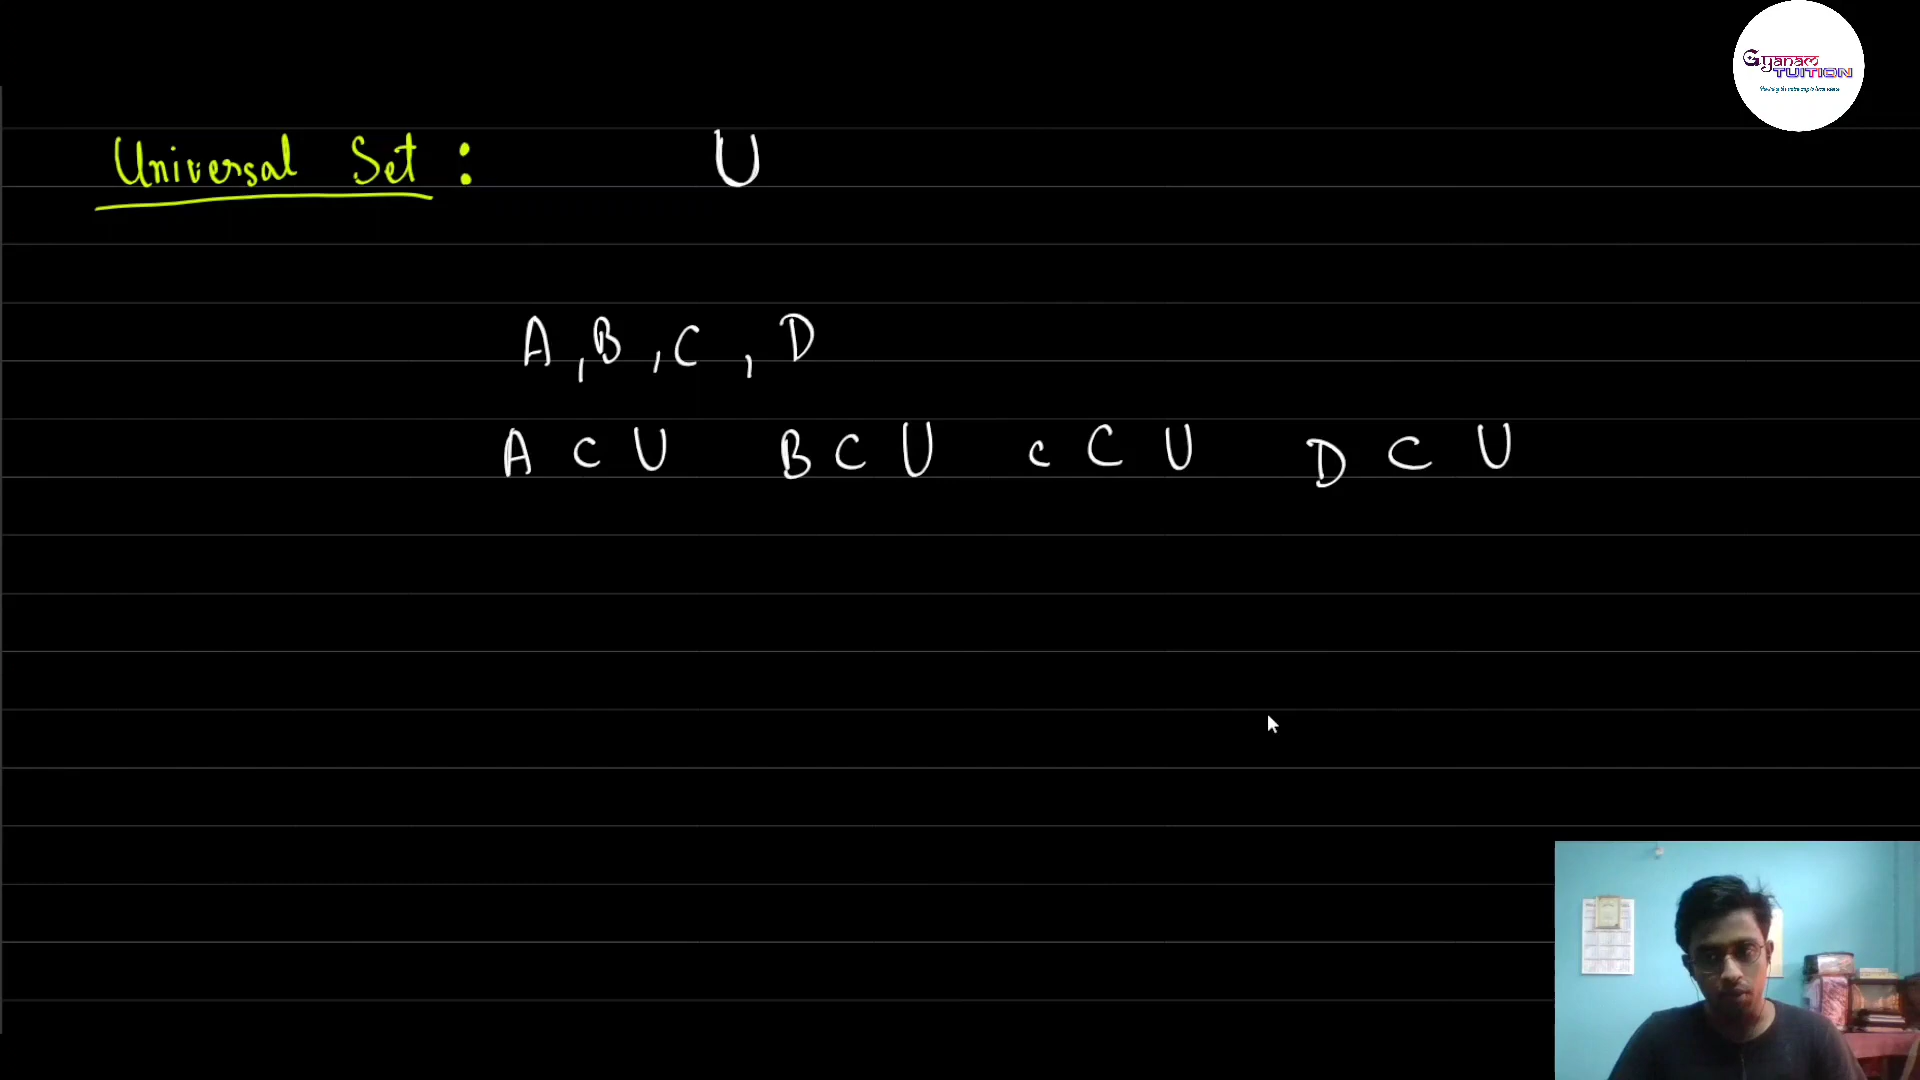 Gyanam
TUITION
Universal Set : U
A , B , C , D
A ⊂ U B ⊂ U C ⊂ U D ⊂ U